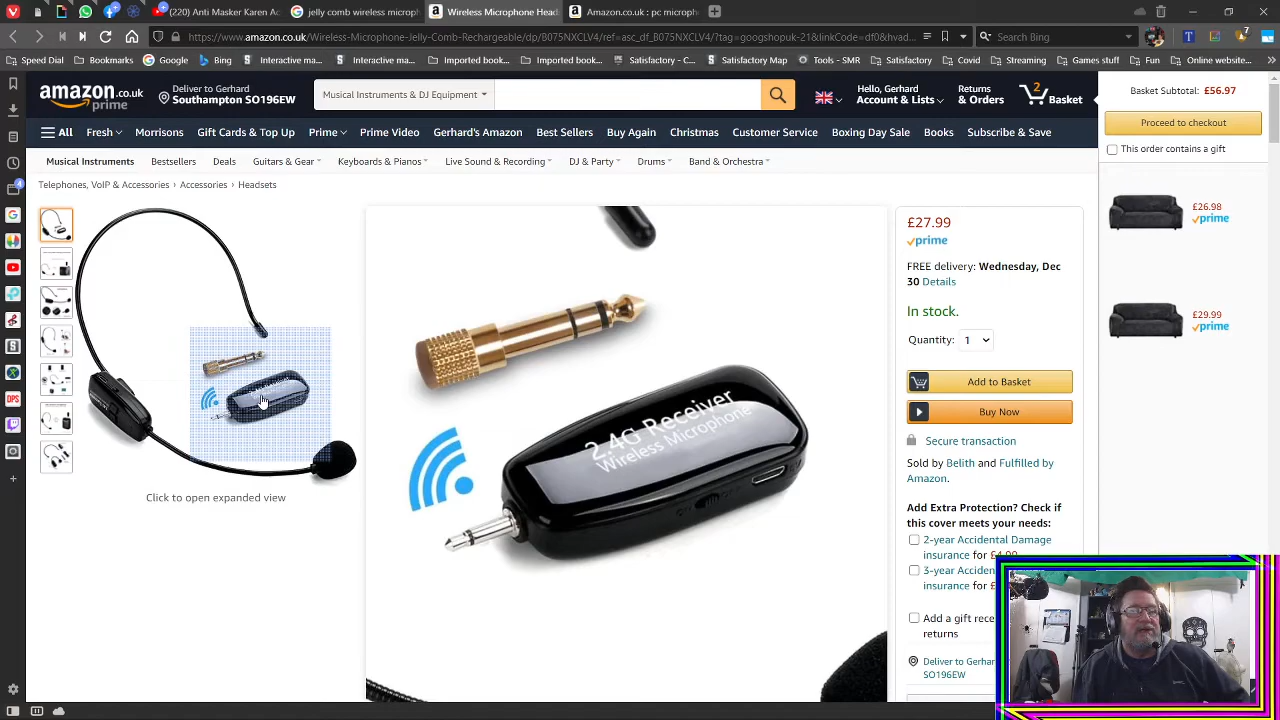 (220) Anti Masker Karen Ac
jelly comb wireless microph
Wireless Microphone Head
Amazon.co.uk : pc microph
https://www.amazon.co.uk/Wireless-Microphone-Jelly-Comb-Rechargeable/dp/B075NXCLV4/ref=asc_df_B075NXCLV4/?tag=googshopuk-21&linkCode=df0&hvad
Search Bing
Speed Dial
Bookmarks
Google
Bing
Interactive ma...
Interactive ma...
Imported book...
Imported book...
Satisfactory - C...
Satisfactory Map
Tools - SMR
Satisfactory
Covid
Streaming
Games stuff
Fun
Online Weather
amazon.co.uk
prime
Deliver to Gerhard
Southampton SO196EW
Musical Instruments & DJ Equipment
Hello, Gerhard
Account & Lists
Returns
& Orders
2
Basket
Basket Subtotal: £56.97
Proceed to checkout
This order contains a gift
All
Fresh
Morrisons
Gift Cards & Top Up
Prime
Prime Video
Gerhard's Amazon
Best Sellers
Buy Again
Christmas
Customer Service
Boxing Day Sale
Books
Subscribe & Save
Musical Instruments
Bestsellers
Deals
Guitars & Gear
Keyboards & Pianos
Live Sound & Recording
DJ & Party
Drums
Band & Orchestra
Telephones, VoIP & Accessories › Accessories › Headsets
£26.98
prime
£29.99
prime
2.4G Receiver
Wireless Microphone
Click to open expanded view
£27.99
prime
FREE delivery: Wednesday, Dec
30 Details
In stock.
Quantity: 1
Add to Basket
Buy Now
Secure transaction
Sold by Belith and Fulfilled by
Amazon.
Add Extra Protection? Check if
this cover meets your needs:
2-year Accidental Damage
insurance for £4.99
3-year Acciden
insurance for £
Add a gift rece
returns
Deliver to Gerha
SO196EW